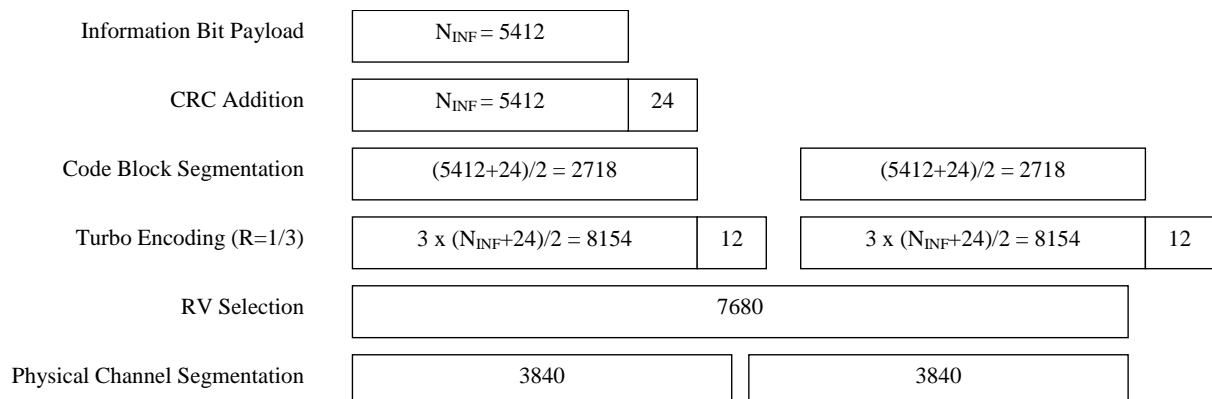 Information Bit Payload N_INF = 5412
CRC Addition N_INF = 5412 24
Code Block Segmentation (5412+24)/2 = 2718 (5412+24)/2 = 2718
Turbo Encoding (R=1/3) 3 x (N_INF+24)/2 = 8154 12 3 x (N_INF+24)/2 = 8154 12
RV Selection 7680
Physical Channel Segmentation 3840 3840